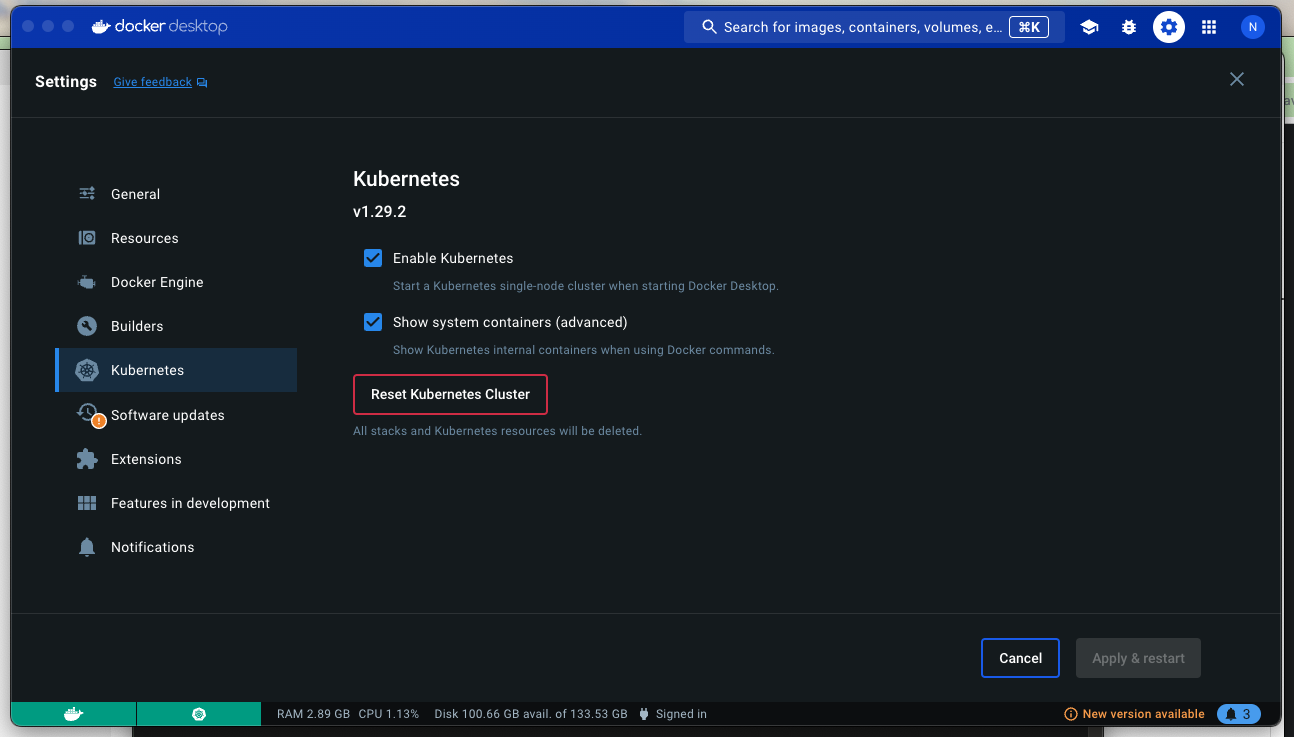 docker desktop
Search for images, containers, volumes, e... ⌘K
N
Settings Give feedback
General
Resources
Docker Engine
Builders
Kubernetes
Software updates
Extensions
Features in development
Notifications
Kubernetes
v1.29.2
Enable Kubernetes
Start a Kubernetes single-node cluster when starting Docker Desktop.
Show system containers (advanced)
Show Kubernetes internal containers when using Docker commands.
Reset Kubernetes Cluster
All stacks and Kubernetes resources will be deleted.
Cancel Apply & restart
RAM 2.89 GB CPU 1.13% Disk 100.66 GB avail. of 133.53 GB Signed in
New version available 3